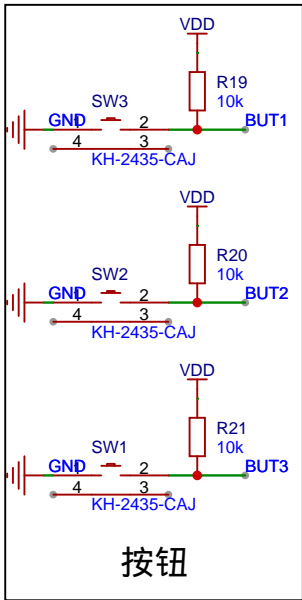 VDD
R19
10k
SW3
GND 1 2 BUT1
4 3
KH-2435-CAJ
VDD
R20
10k
SW2
GND 1 2 BUT2
4 3
KH-2435-CAJ
VDD
R21
10k
SW1
GND 1 2 BUT3
4 3
KH-2435-CAJ
按钮